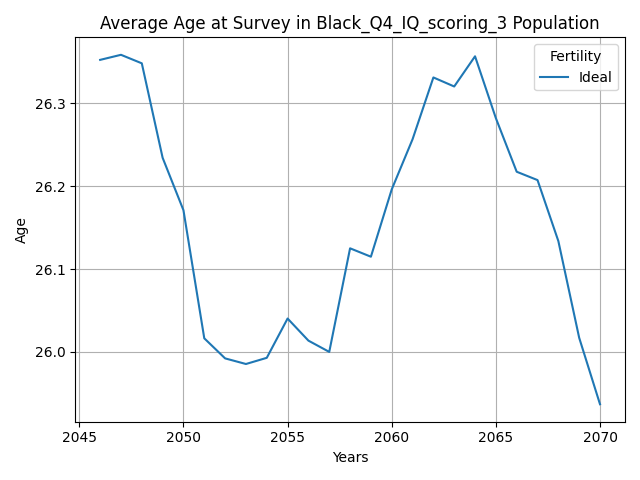 Average Age at Survey in Black_Q4_IQ_scoring_3 Population
Fertility
Ideal
26.3
26.2
26.1
26.0
Age
2045
2050
2055
2060
2065
2070
Years